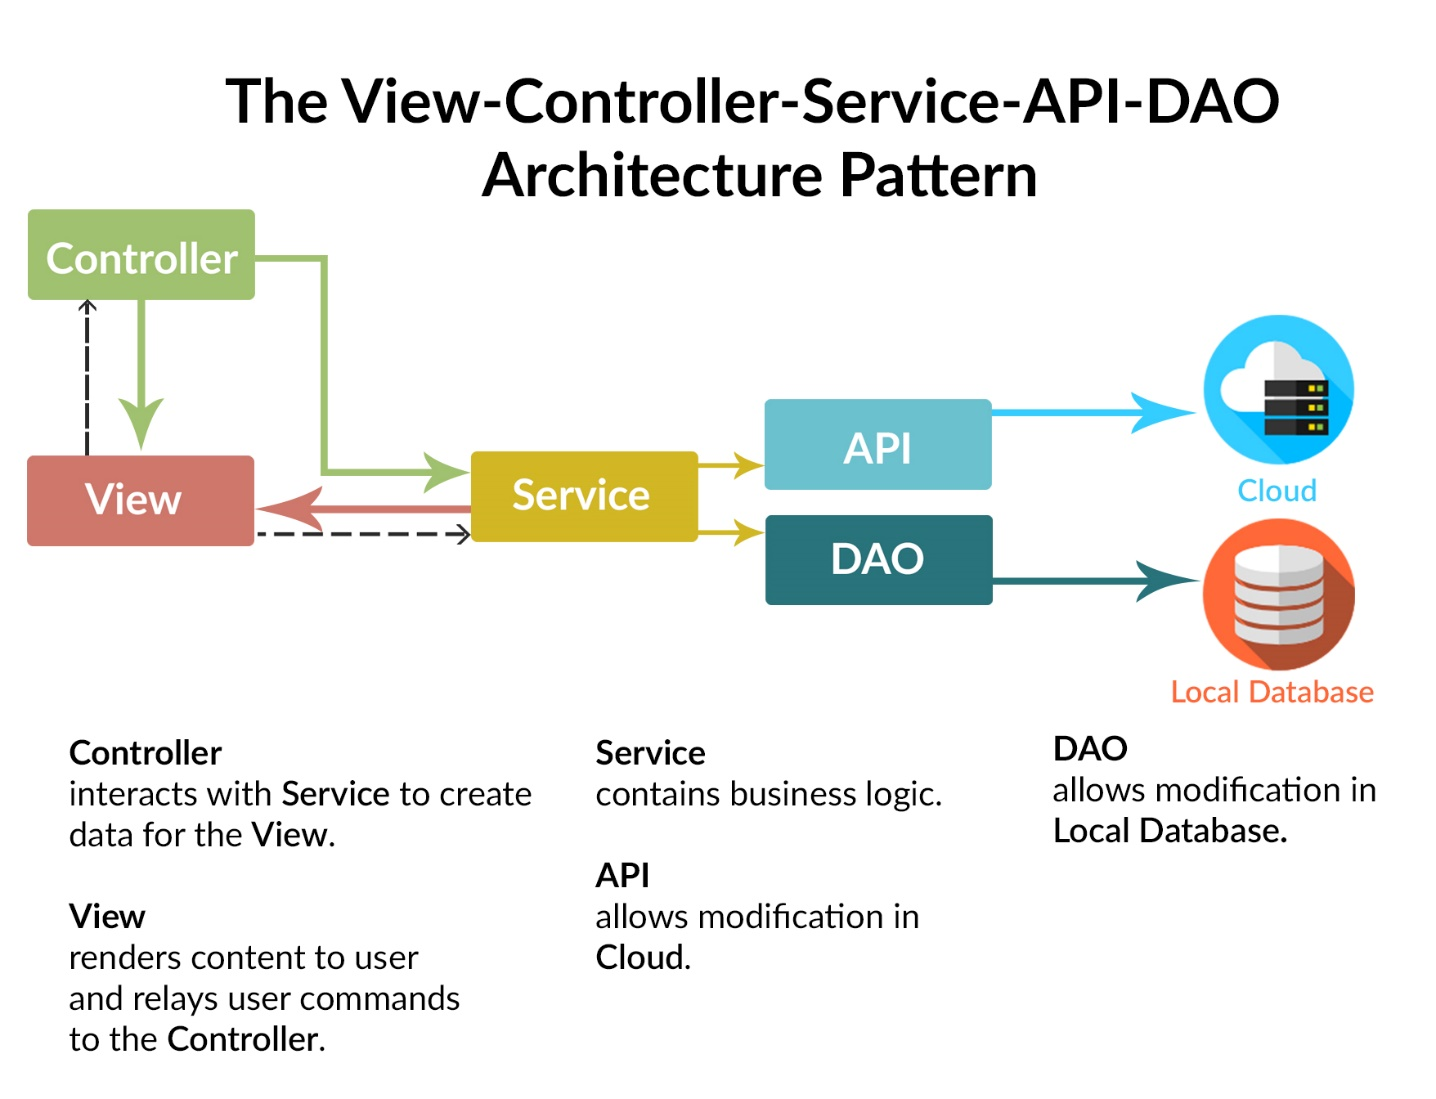 The View-Controller-Service-API-DAO
Architecture Pattern
Controller
View
Service
API
DAO
Cloud
Local Database
Controller
interacts with Service to create
data for the View.
View
renders content to user
and relays user commands
to the Controller.
Service
contains business logic.
API
allows modification in
Cloud.
DAO
allows modification in
Local Database.